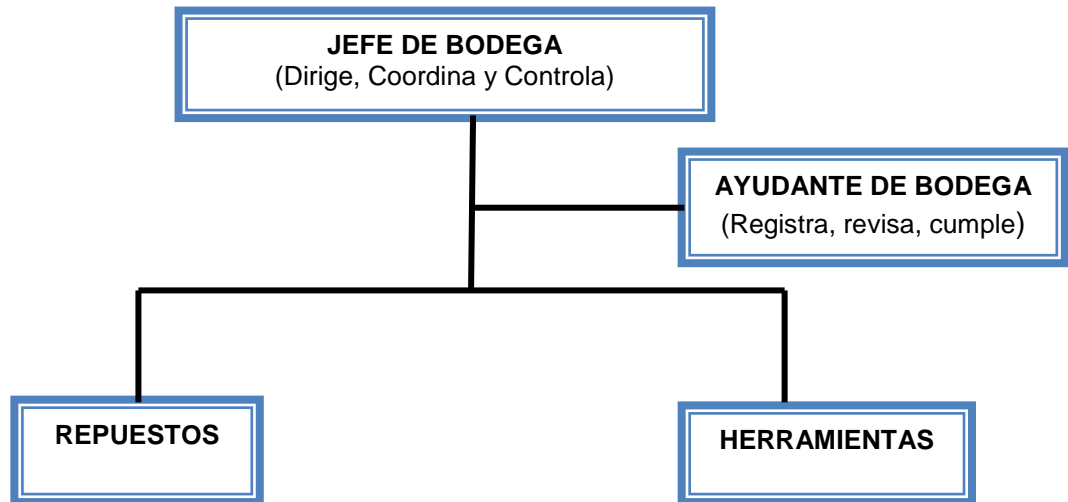 JEFE DE BODEGA
(Dirige, Coordina y Controla)
AYUDANTE DE BODEGA
(Registra, revisa, cumple)
REPUESTOS
HERRAMIENTAS